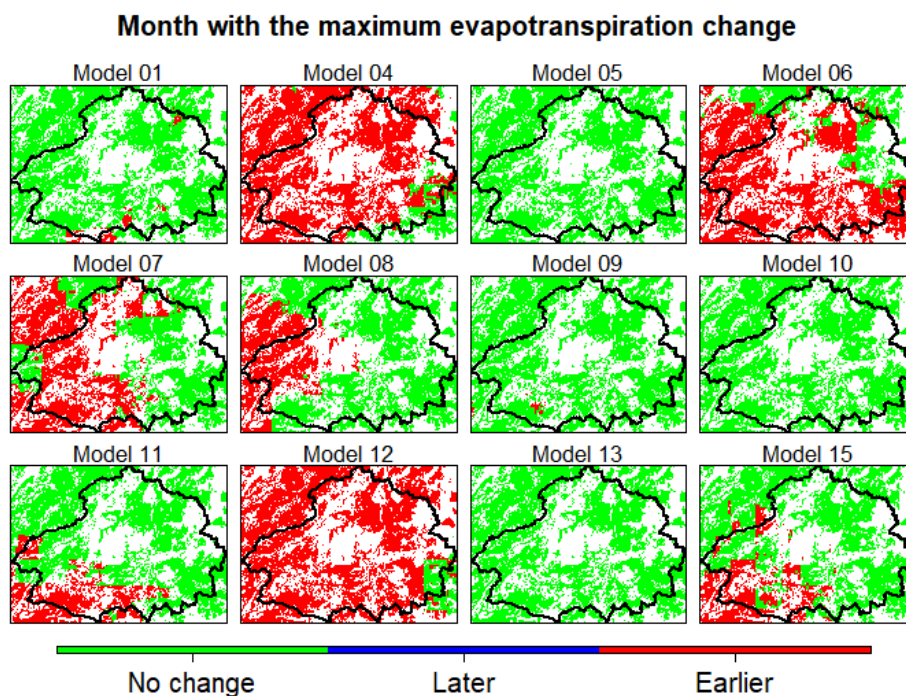 Month with the maximum evapotranspiration change
Model 01 Model 04 Model 05 Model 06
Model 07 Model 08 Model 09 Model 10
Model 11 Model 12 Model 13 Model 15
No change Later Earlier